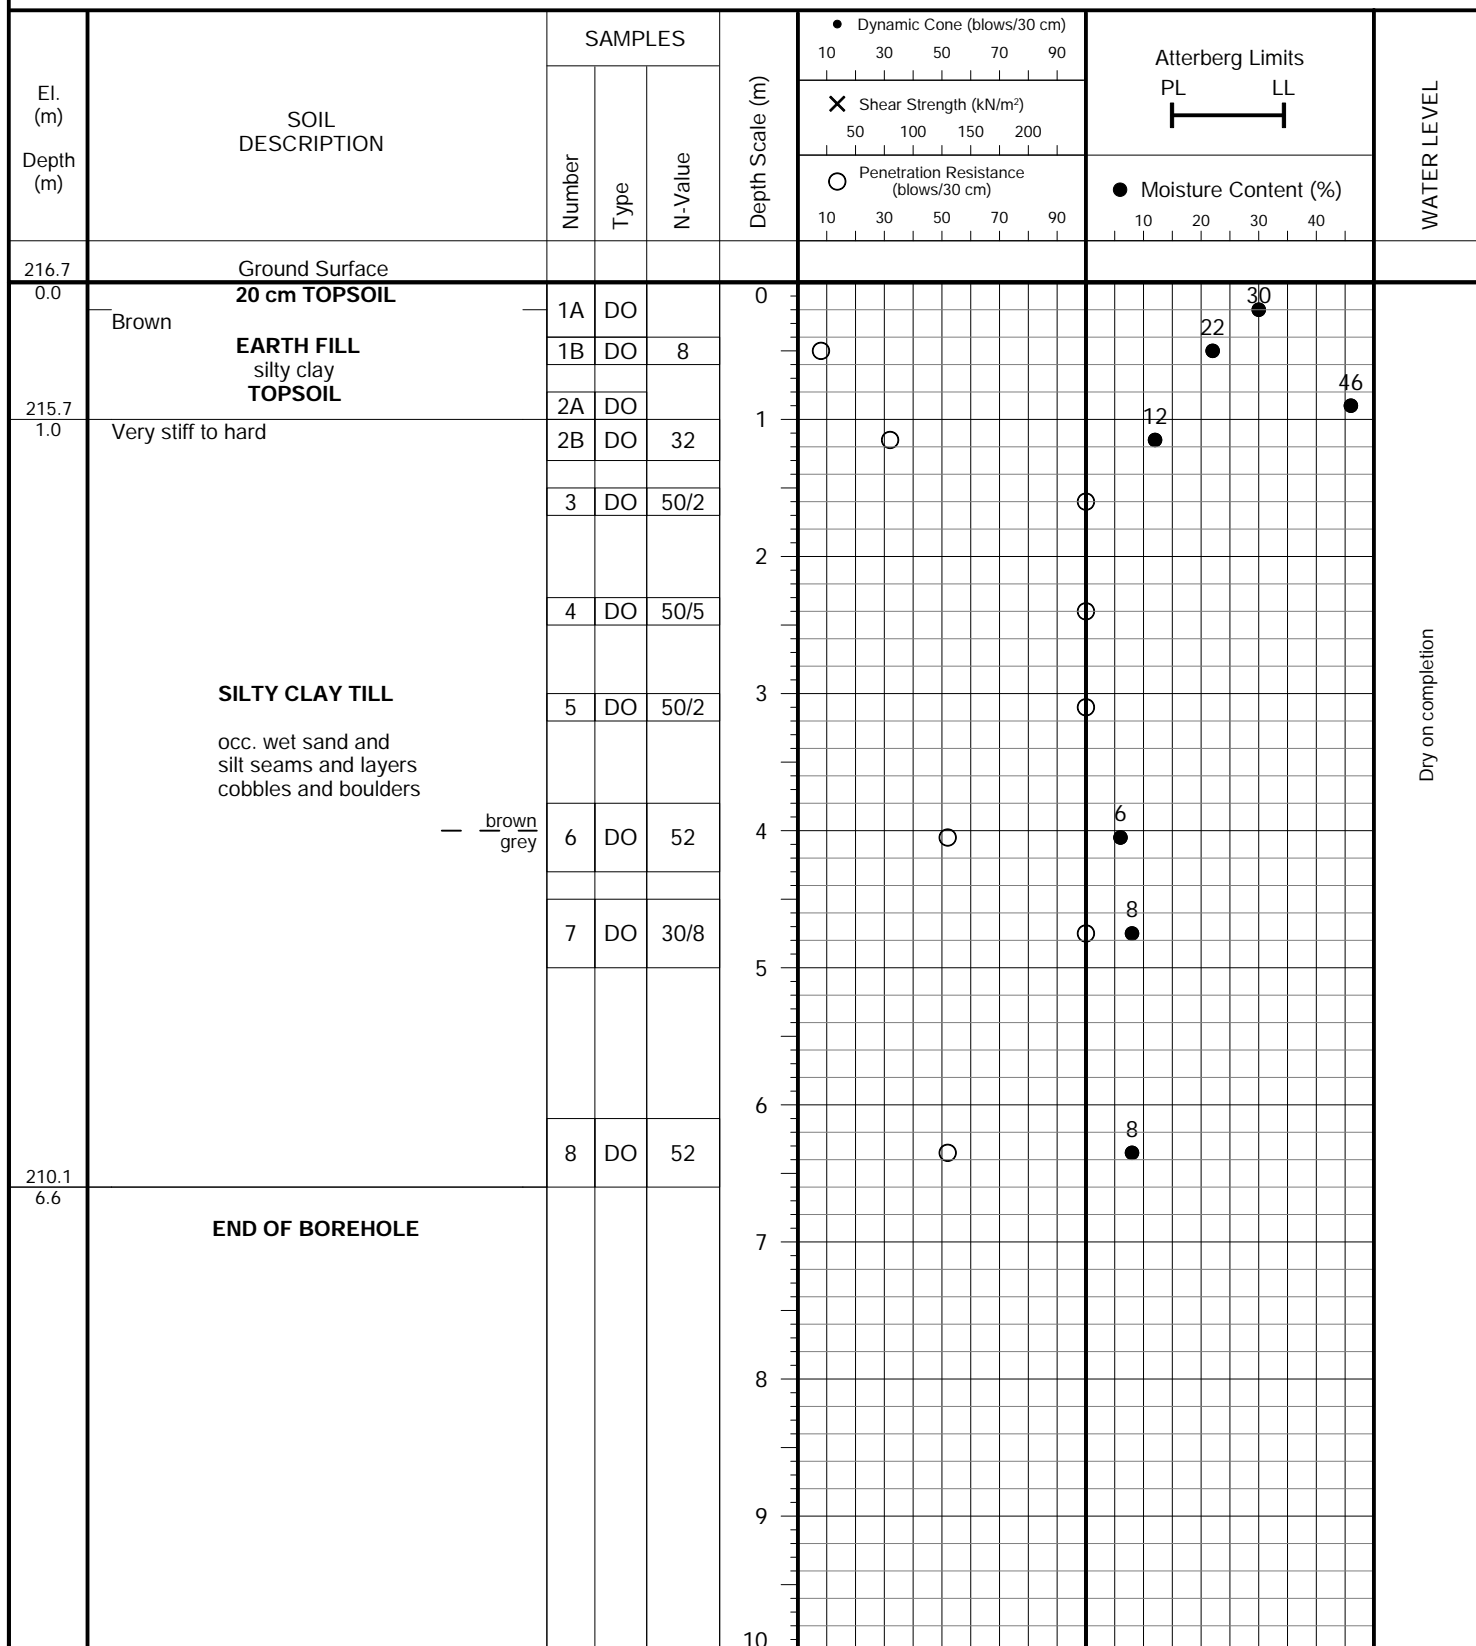 El.
(m)
Depth
(m)
SOIL
DESCRIPTION
SAMPLES
Number
Type
N-Value
Depth Scale (m)
Dynamic Cone (blows/30 cm)
10 30 50 70 90
Shear Strength (kN/m²)
50 100 150 200
Penetration Resistance
(blows/30 cm)
10 30 50 70 90
Atterberg Limits
PL LL
Moisture Content (%)
10 20 30 40
WATER LEVEL
216.7 Ground Surface
0.0 20 cm TOPSOIL 0 30
Brown 1A DO
22
EARTH FILL 1B DO 8
silty clay
TOPSOIL 46
215.7 2A DO
1
1.0 Very stiff to hard 2B DO 32 12
3 DO 50/2
2
4 DO 50/5
SILTY CLAY TILL 3
5 DO 50/2
occ. wet sand and
silt seams and layers
cobbles and boulders
Dry on completion
brown
grey
6 DO 52 4 6
7 DO 30/8 8
5
6
8 DO 52 8
210.1
6.6
END OF BOREHOLE
7
8
9
10